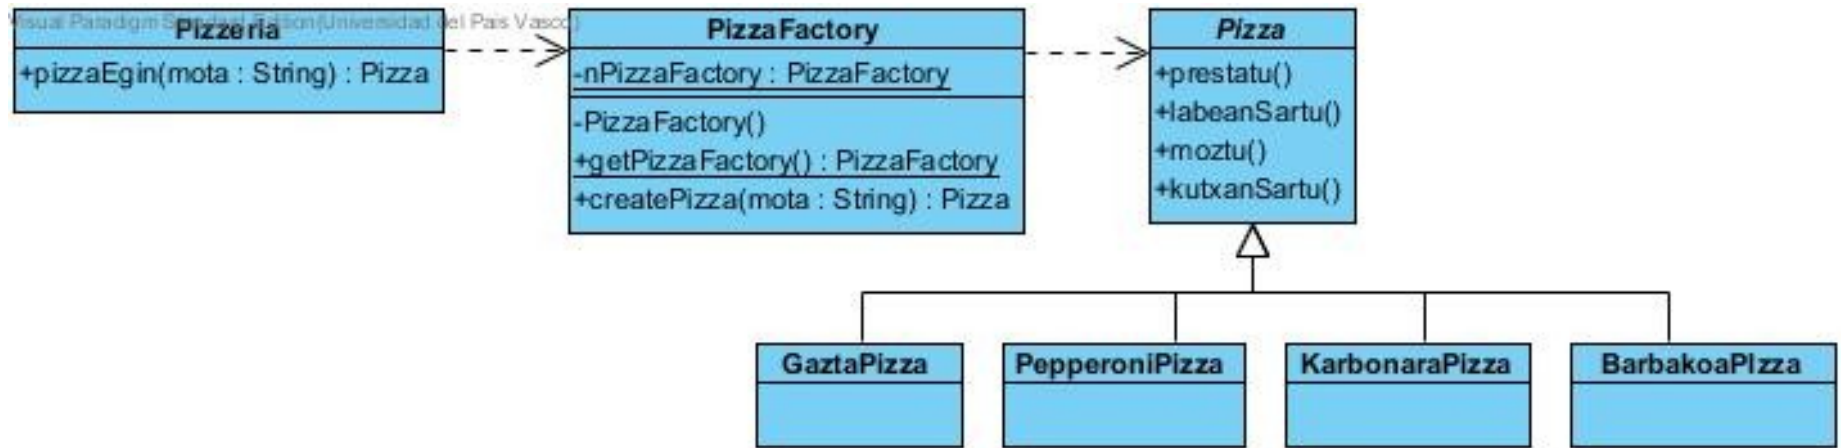 Visual Paradigm Standard Edition(Universidad del Pais Vasco)
Pizzeria
+pizzaEgin(mota : String) : Pizza
PizzaFactory
-nPizzaFactory : PizzaFactory
-PizzaFactory()
+getPizzaFactory() : PizzaFactory
+createPizza(mota : String) : Pizza
Pizza
+prestatu()
+labeanSartu()
+moztu()
+kutxanSartu()
GaztaPizza
PepperoniPizza
KarbonaraPizza
BarbakoaPIzza